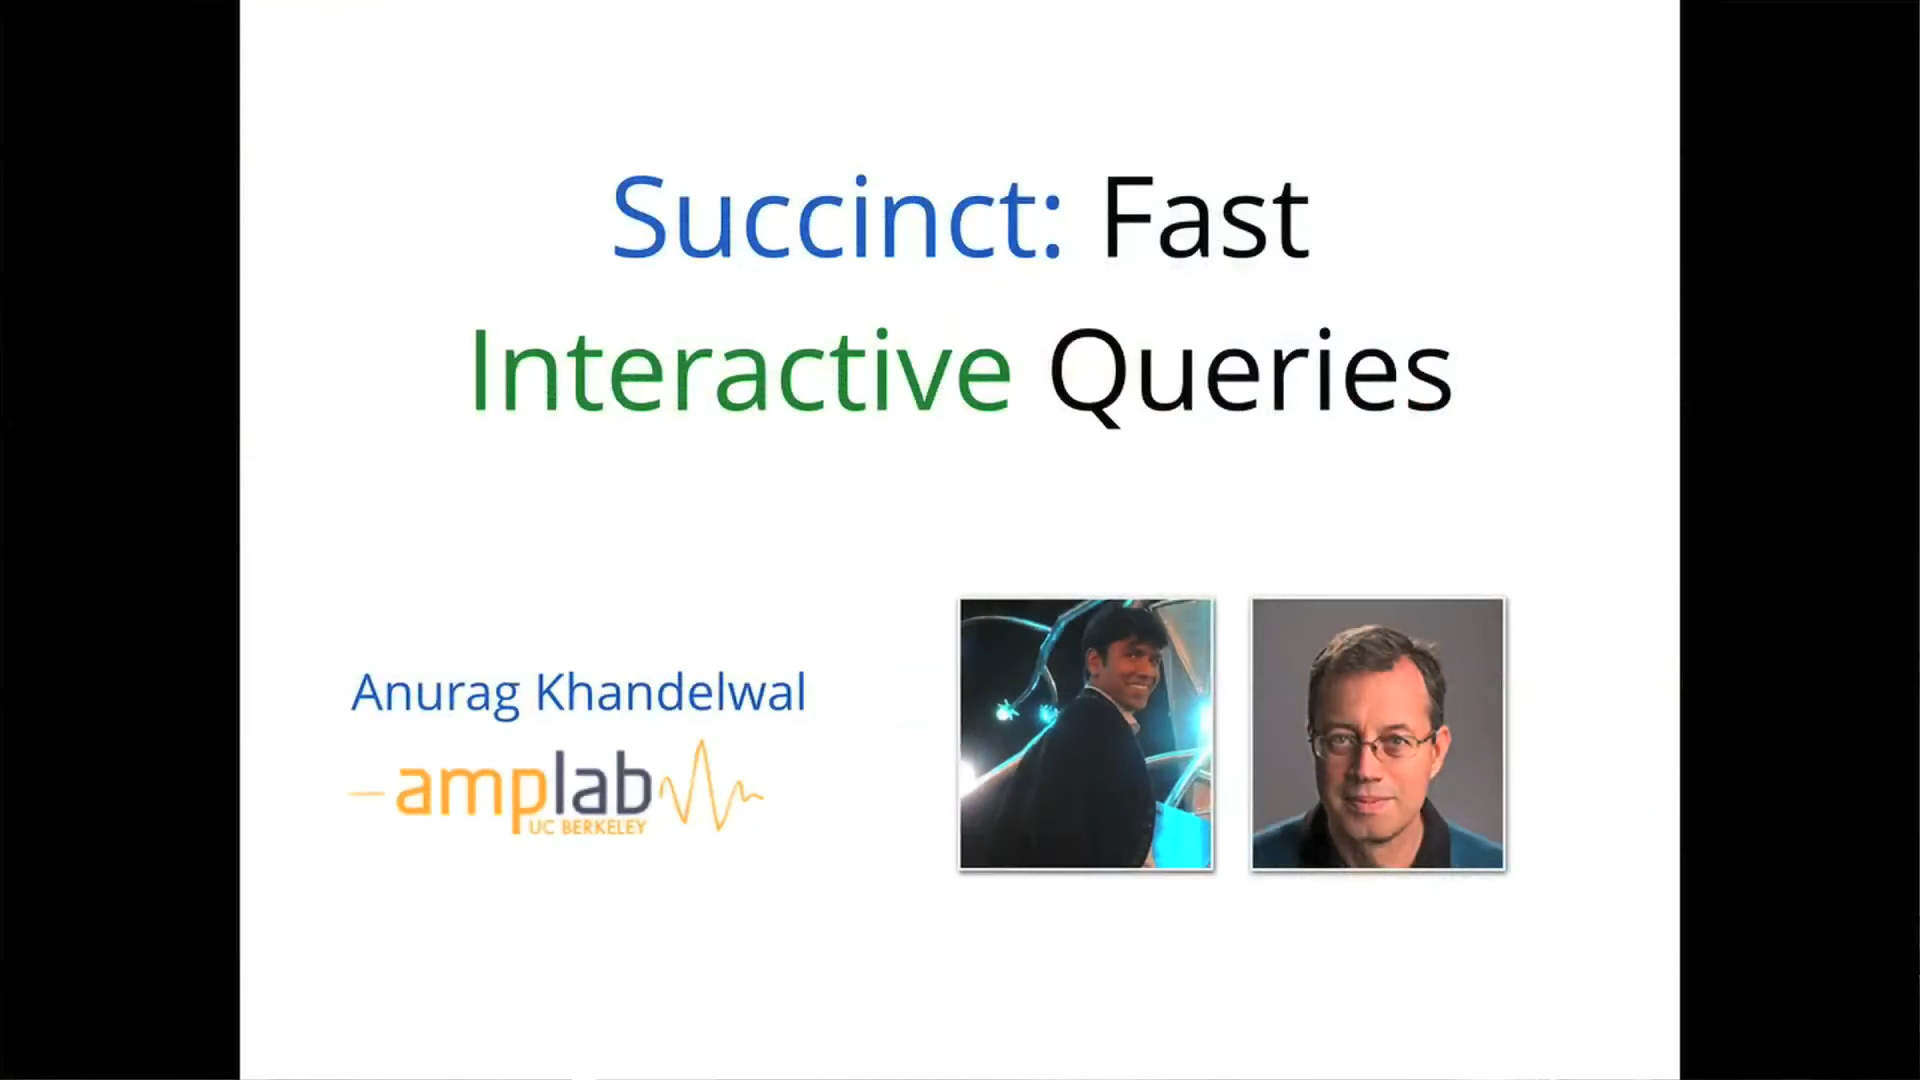 Succinct: Fast
Interactive Queries
Anurag Khandelwal
amplab
UC BERKELEY